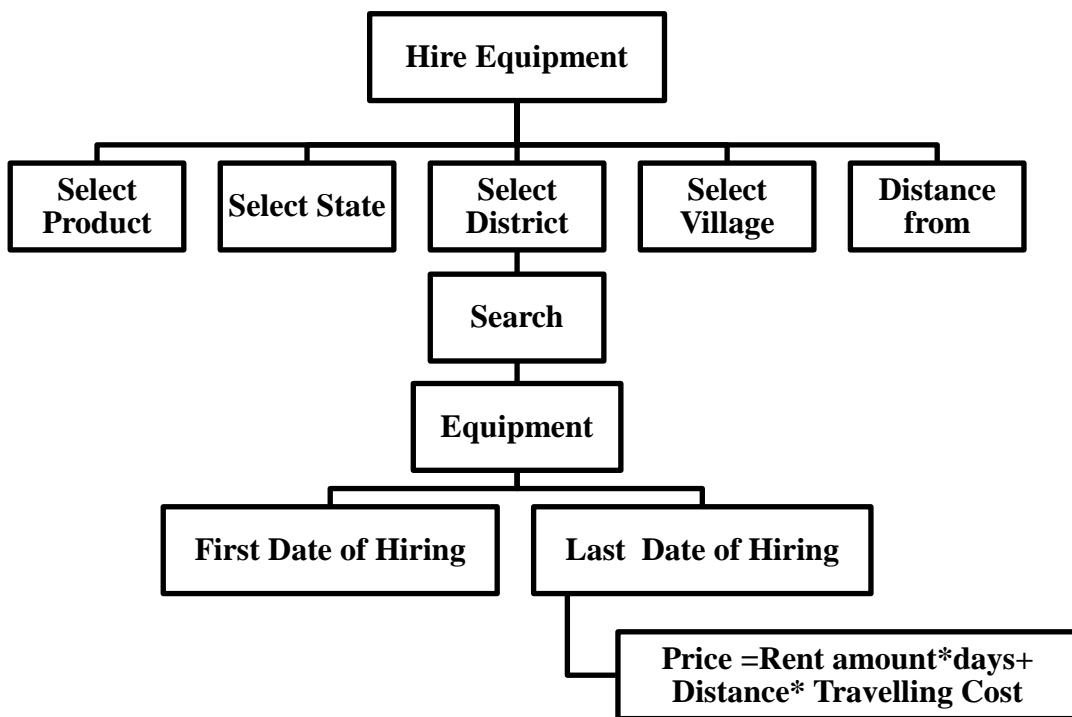 Hire Equipment
Select
Product
Select State
Select
District
Select
Village
Distance
from
Search
Equipment
First Date of Hiring
Last  Date of Hiring
Price =Rent amount*days+
Distance* Travelling Cost